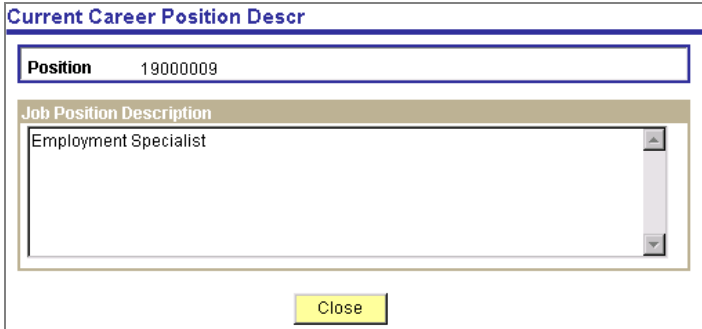 Current Career Position Descr
Position 19000009
Job Position Description
Employment Specialist
Close